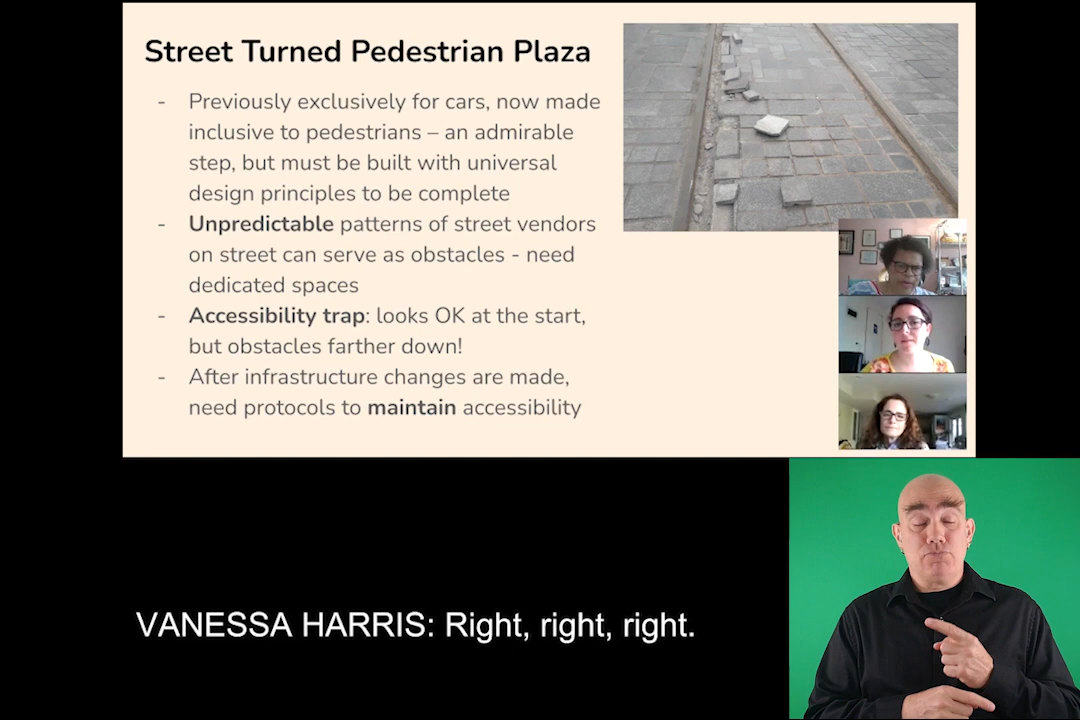 Street Turned Pedestrian Plaza
- Previously exclusively for cars, now made
inclusive to pedestrians – an admirable
step, but must be built with universal
design principles to be complete
- Unpredictable patterns of street vendors
on street can serve as obstacles - need
dedicated spaces
- Accessibility trap: looks OK at the start,
but obstacles farther down!
- After infrastructure changes are made,
need protocols to maintain accessibility
VANESSA HARRIS: Right, right, right.